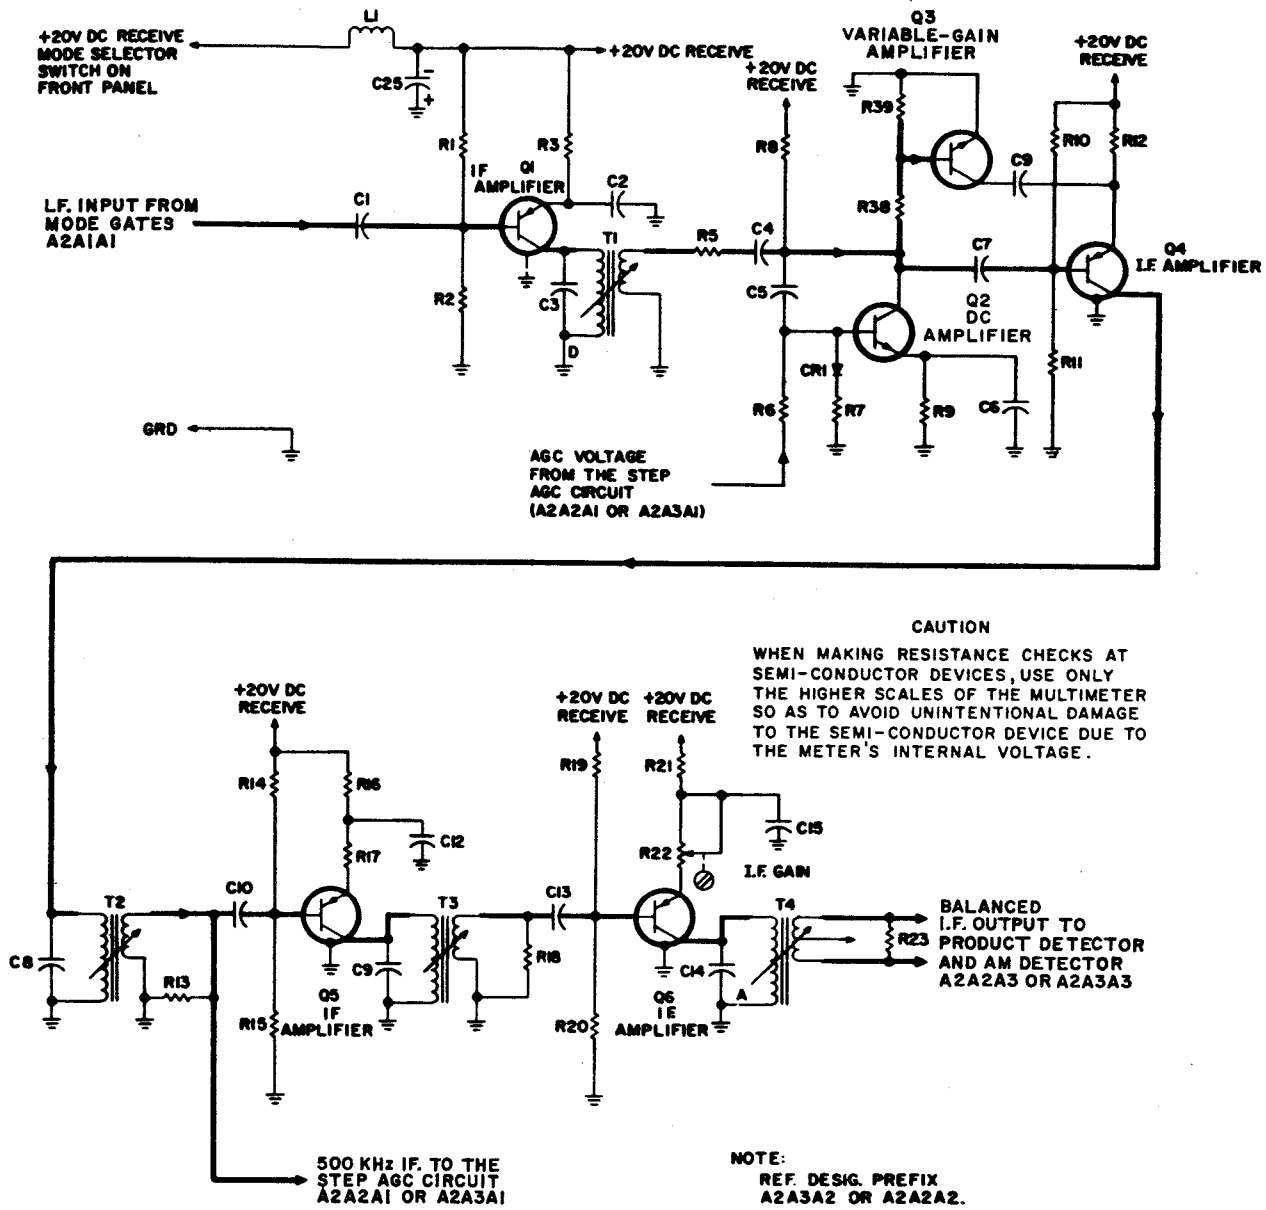 +20V DC RECEIVE
MODE SELECTOR
SWITCH ON
FRONT PANEL
L1
C25
-
+
+20V DC RECEIVE
R1
R3
I F
Q1
AMPLIFIER
C2
I.F. INPUT FROM
MODE GATES
A2A1A1
C1
R2
C3
T1
D
R5
C4
+20V DC
RECEIVE
R8
C5
Q3
VARIABLE-GAIN
AMPLIFIER
R39
R38
C9
+20V DC
RECEIVE
R10
R12
C7
Q4
I.F. AMPLIFIER
Q2
DC
AMPLIFIER
CR1
R6
R7
R9
C6
R11
GRD
AGC VOLTAGE
FROM THE STEP
AGC CIRCUIT
(A2A2A1 OR A2A3A1)
CAUTION
WHEN MAKING RESISTANCE CHECKS AT
SEMI-CONDUCTOR DEVICES, USE ONLY
THE HIGHER SCALES OF THE MULTIMETER
SO AS TO AVOID UNINTENTIONAL DAMAGE
TO THE SEMI-CONDUCTOR DEVICE DUE TO
THE METER'S INTERNAL VOLTAGE.
+20V DC
RECEIVE
R14
R16
C12
R17
+20V DC
RECEIVE
+20V DC
RECEIVE
R19
R21
C15
R22
I.F. GAIN
C8
T2
R13
C10
R15
Q5
IF
AMPLIFIER
C9
T3
R18
C13
R20
Q6
I.F.
AMPLIFIER
C14
A
T4
R23
BALANCED
I.F. OUTPUT TO
PRODUCT DETECTOR
AND AM DETECTOR
A2A2A3 OR A2A3A3
500 KHz IF. TO THE
STEP AGC CIRCUIT
A2A2A1 OR A2A3A1
NOTE:
REF. DESIG. PREFIX
A2A3A2 OR A2A2A2.